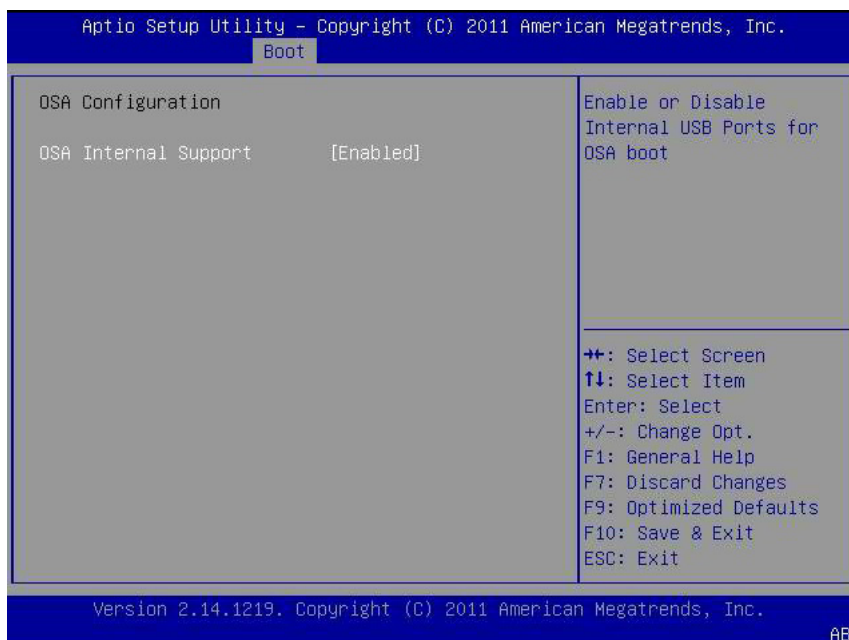 Aptio Setup Utility – Copyright (C) 2011 American Megatrends, Inc.
Boot
OSA Configuration
OSA Internal Support [Enabled]
Enable or Disable
Internal USB Ports for
OSA boot
→←: Select Screen
↑↓: Select Item
Enter: Select
+/-: Change Opt.
F1: General Help
F7: Discard Changes
F9: Optimized Defaults
F10: Save & Exit
ESC: Exit
Version 2.14.1219. Copyright (C) 2011 American Megatrends, Inc.